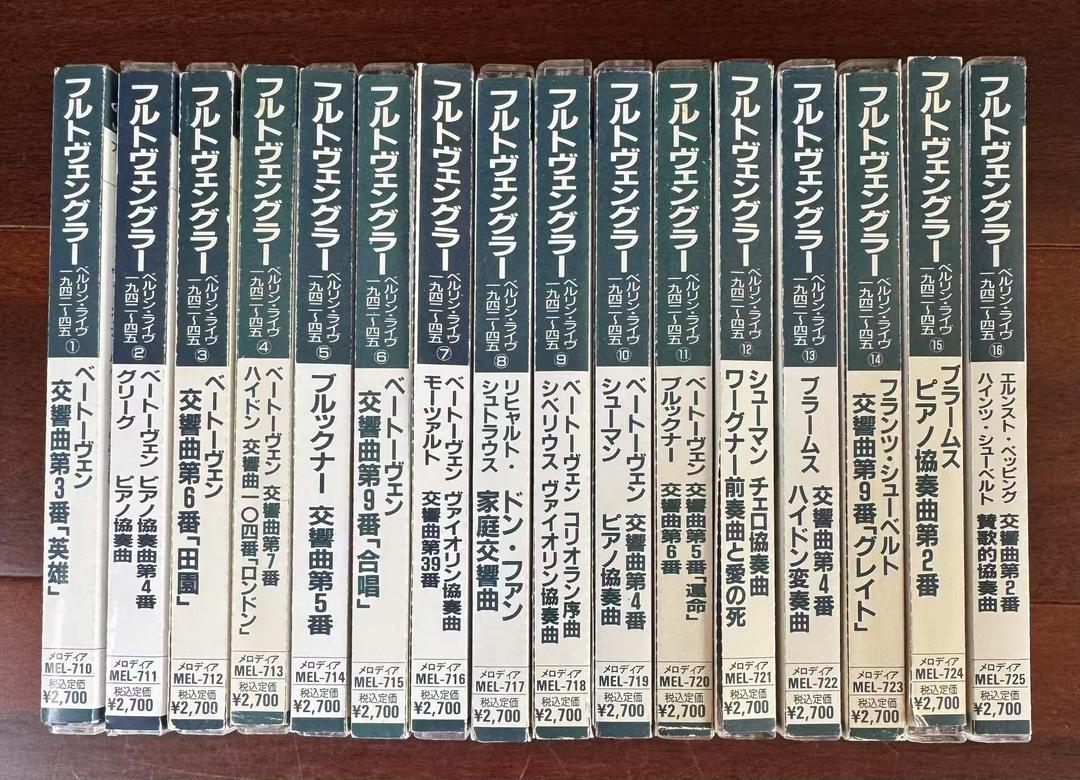 フルトヴェングラー
ベルリン・ライヴ
一九四二〜四五
①
ベートーヴェン
交響曲第3番「英雄」
メロディア
MEL-710
税込定価
¥2,700
フルトヴェングラー
ベルリン・ライヴ
一九四二〜四五
②
ベートーヴェン ピアノ協奏曲第4番
グリーグ ピアノ協奏曲
メロディア
MEL-711
税込定価
¥2,700
フルトヴェングラー
ベルリン・ライヴ
一九四二〜四五
③
ベートーヴェン
交響曲第6番「田園」
メロディア
MEL-712
税込定価
¥2,700
フルトヴェングラー
ベルリン・ライヴ
一九四二〜四五
④
ベートーヴェン 交響曲第7番
ハイドン 交響曲一〇四番「ロンドン」
メロディア
MEL-713
税込定価
¥2,700
フルトヴェングラー
ベルリン・ライヴ
一九四二〜四五
⑤
ブルックナー 交響曲第5番
メロディア
MEL-714
税込定価
¥2,700
フルトヴェングラー
ベルリン・ライヴ
一九四二〜四五
⑥
ベートーヴェン
交響曲第9番「合唱」
メロディア
MEL-715
税込定価
¥2,700
フルトヴェングラー
ベルリン・ライヴ
一九四二〜四五
⑦
ベートーヴェン ヴァイオリン協奏曲
モーツァルト 交響曲第39番
メロディア
MEL-716
税込定価
¥2,700
フルトヴェングラー
ベルリン・ライヴ
一九四二〜四五
⑧
リヒャルト・シュトラウス
ドン・ファン
家庭交響曲
メロディア
MEL-717
税込定価
¥2,700
フルトヴェングラー
ベルリン・ライヴ
一九四二〜四五
⑨
ベートーヴェン コリオラン序曲
シベリウス ヴァイオリン協奏曲
メロディア
MEL-718
税込定価
¥2,700
フルトヴェングラー
ベルリン・ライヴ
一九四二〜四五
⑩
ベートーヴェン 交響曲第4番
シューマン ピアノ協奏曲
メロディア
MEL-719
税込定価
¥2,700
フルトヴェングラー
ベルリン・ライヴ
一九四二〜四五
⑪
ベートーヴェン 交響曲第5番「運命」
ブルックナー 交響曲第6番
メロディア
MEL-720
税込定価
¥2,700
フルトヴェングラー
ベルリン・ライヴ
一九四二〜四五
⑫
シューマン チェロ協奏曲
ワーグナー 前奏曲と愛の死
メロディア
MEL-721
税込定価
¥2,700
フルトヴェングラー
ベルリン・ライヴ
一九四二〜四五
⑬
ブラームス 交響曲第4番
ハイドン変奏曲
メロディア
MEL-722
税込定価
¥2,700
フルトヴェングラー
ベルリン・ライヴ
一九四二〜四五
⑭
フランツ・シューベルト
交響曲第9番「グレイト」
メロディア
MEL-723
税込定価
¥2,700
フルトヴェングラー
ベルリン・ライヴ
一九四二〜四五
⑮
ブラームス
ピアノ協奏曲第2番
メロディア
MEL-724
税込定価
¥2,700
フルトヴェングラー
ベルリン・ライヴ
一九四二〜四五
⑯
エルンスト・ペッピング 交響曲第2番
ハインツ・シューベルト 賛歌的協奏曲
メロディア
MEL-725
税込定価
¥2,700